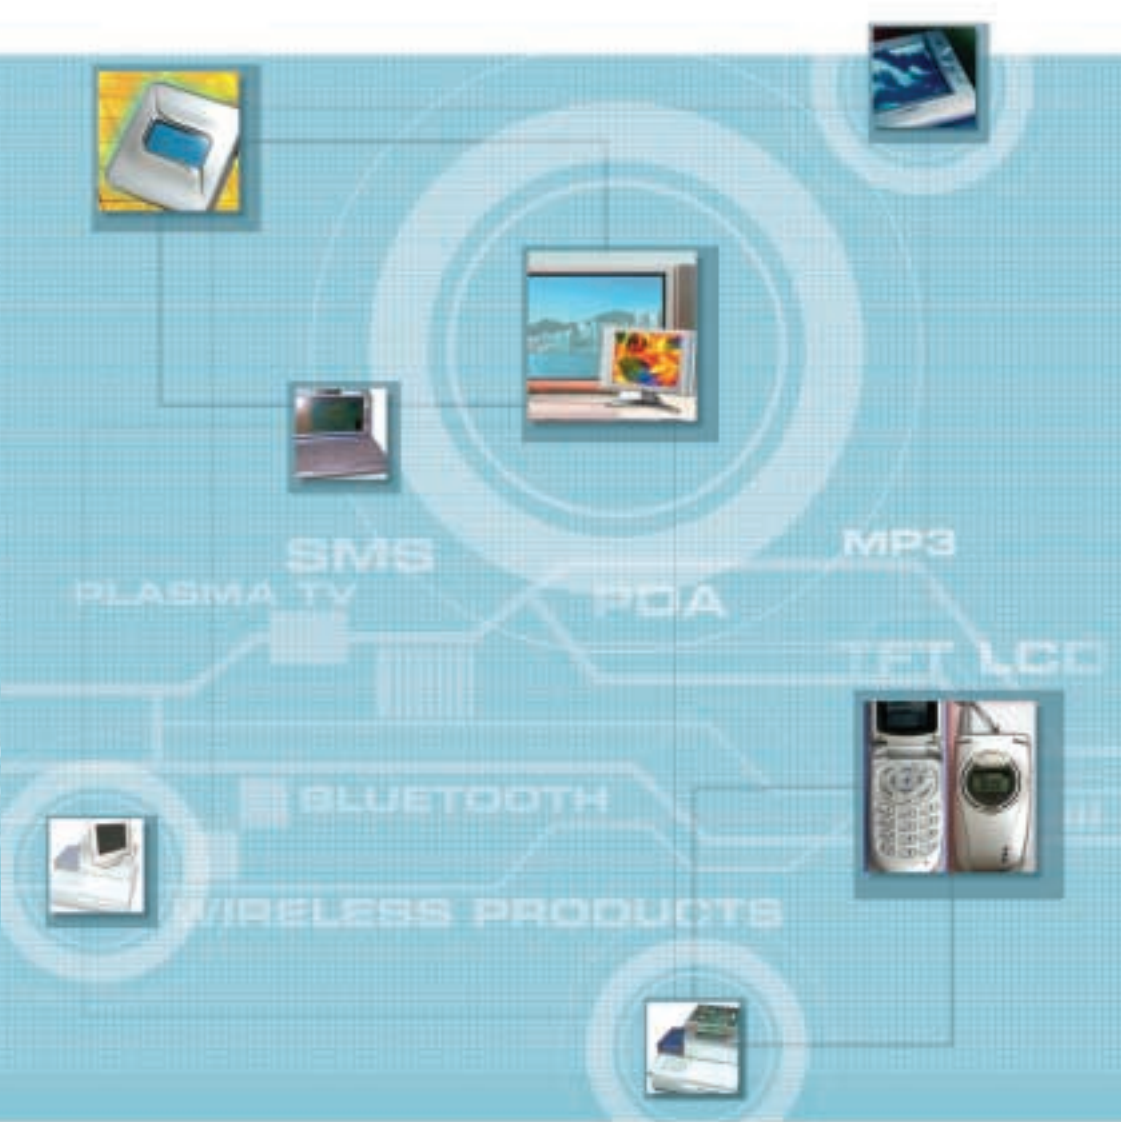 SMS
MP3
PLASMA TV
PDA
TFT LCD
BLUETOOTH
WIRELESS PRODUCTS